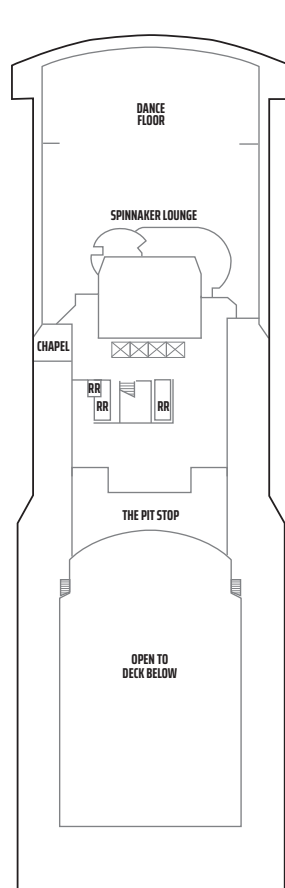 DANCE
FLOOR
SPINNAKER LOUNGE
CHAPEL
RR
RR
RR
THE PIT STOP
OPEN TO
DECK BELOW